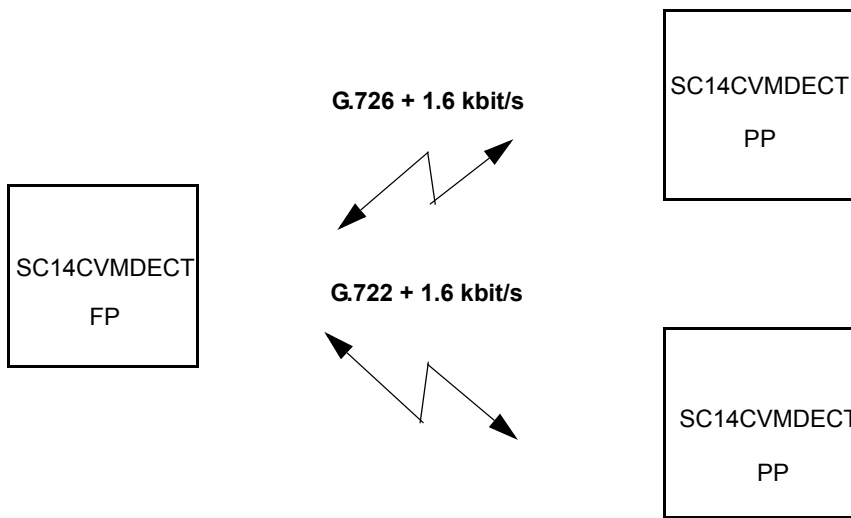 SC14CVMDECT
PP
G.726 + 1.6 kbit/s
SC14CVMDECT
FP
G.722 + 1.6 kbit/s
SC14CVMDECT
PP